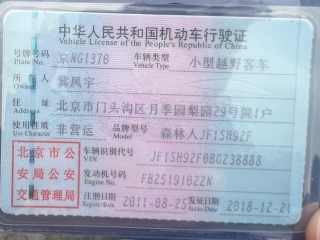 中华人民共和国机动车行驶证
Vehicle License of the People's Republic of China
号牌号码 京NG1370 车辆类型 小型越野客车
Plate No. Vehicle Type
所有人 龚凤宇
Owner
住址 北京市门头沟区月季园梨园29号院1户
Address
使用性质 非营运 品牌型号 森林人JF1SH92F
Use Character Model
车辆识别代号 JF1SH92F0BG238888
VIN
发动机号码 FB25191022N
Engine No.
北京市公
安局公安
交通管理局
注册日期 2011-08-25 发证日期 2018-12-21
Register Date Issue Date